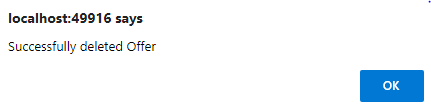 localhost:49916 says
Successfully deleted Offer
OK